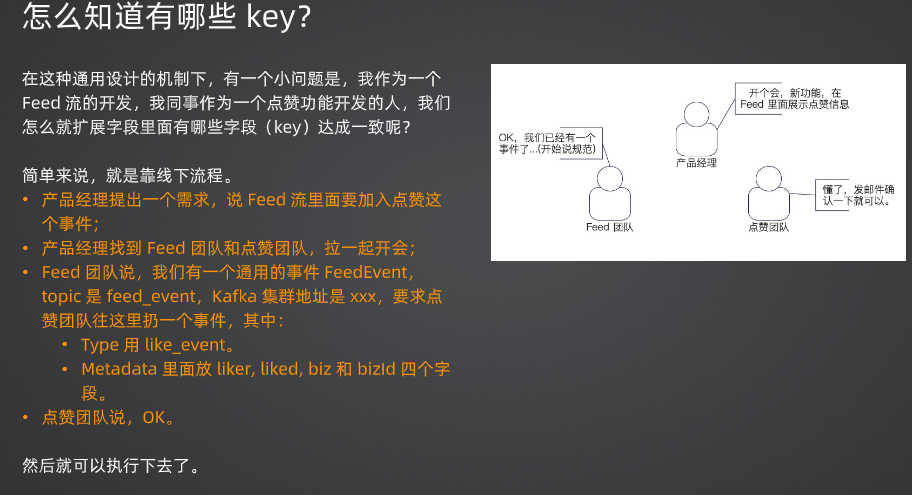 怎么知道有哪些 key？
在这种通用设计的机制下，有一个小问题是，我作为一个
Feed 流的开发，我同事作为一个点赞功能开发的人，我们
怎么就扩展字段里面有哪些字段（key）达成一致呢？
简单来说，就是靠线下流程。
• 产品经理提出一个需求，说 Feed 流里面要加入点赞这
个事件；
• 产品经理找到 Feed 团队和点赞团队，拉一起开会；
• Feed 团队说，我们有一个通用的事件 FeedEvent，
topic 是 feed_event，Kafka 集群地址是 xxx，要求点
赞团队往这里扔一个事件，其中：
• Type 用 like_event。
• Metadata 里面放 liker, liked, biz 和 bizId 四个字
段。
• 点赞团队说，OK。
然后就可以执行下去了。
开个会，新功能，在
Feed 里面展示点赞信息
产品经理
OK，我们已经有一个
事件了...(开始说规范)
Feed 团队
懂了，发邮件确
认一下就可以。
点赞团队